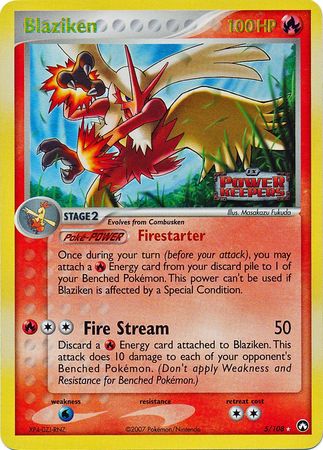 Blaziken 100 HP
EX
POWER
KEEPERS
Illus. Masakazu Fukuda
STAGE 2
Evolves from Combusken
Poké-POWER Firestarter
Once during your turn (before your attack), you may
attach a Energy card from your discard pile to 1 of
your Benched Pokémon. This power can't be used if
Blaziken is affected by a Special Condition.
Fire Stream 50
Discard a Energy card attached to Blaziken. This
attack does 10 damage to each of your opponent's
Benched Pokémon. (Don't apply Weakness and
Resistance for Benched Pokémon.)
weakness resistance retreat cost
©2007 Pokémon/Nintendo
5/108 ★